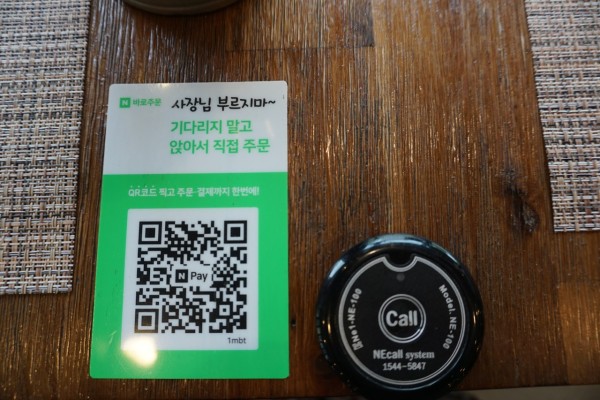 N 바로주문
사장님 부르지마~
기다리지 말고
앉아서 직접 주문
QR코드 찍고 주문·결제까지 한번에!
N Pay
1mbt
Call
Model. NE-100
NEcall system
1544-5847